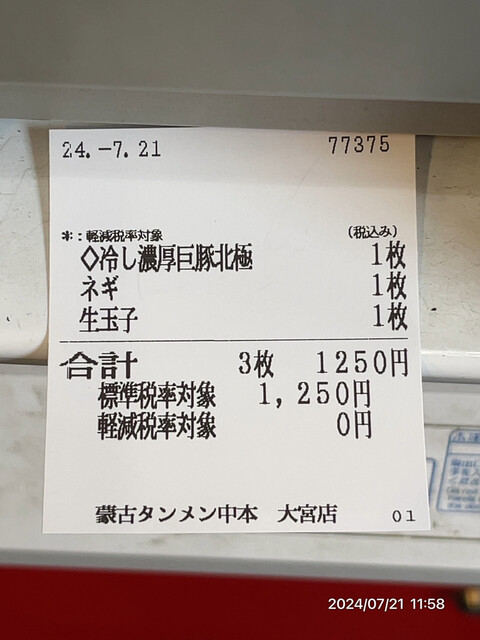 24.-7.21 77375
*:軽減税率対象 (税込み)
◇冷し濃厚巨豚北極 1枚
ネギ 1枚
生玉子 1枚
合計 3枚 1250円
標準税率対象 1,250円
軽減税率対象 0円
蒙古タンメン中本 大宮店 01
2024/07/21 11:58